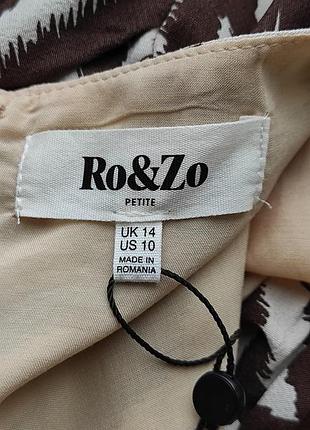 Ro&Zo
PETITE
UK 14
US 10
MADE IN
ROMANIA